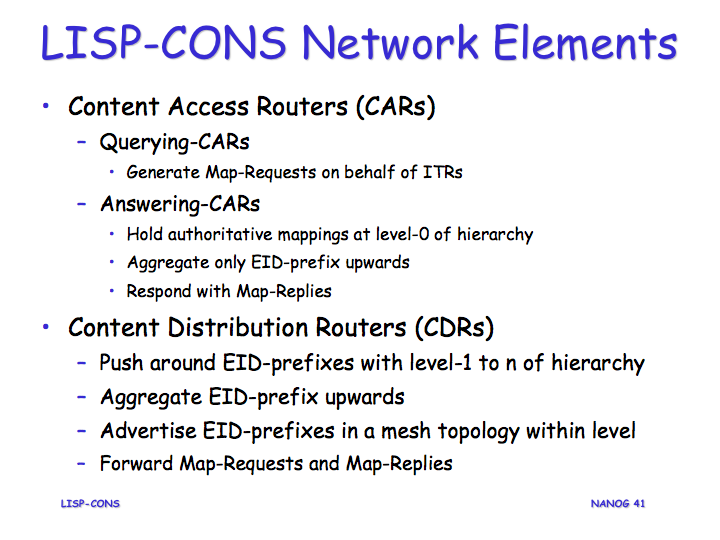 LISP-CONS Network Elements
• Content Access Routers (CARs)
– Querying-CARs
• Generate Map-Requests on behalf of ITRs
– Answering-CARs
• Hold authoritative mappings at level-0 of hierarchy
• Aggregate only EID-prefix upwards
• Respond with Map-Replies
• Content Distribution Routers (CDRs)
– Push around EID-prefixes with level-1 to n of hierarchy
– Aggregate EID-prefix upwards
– Advertise EID-prefixes in a mesh topology within level
– Forward Map-Requests and Map-Replies
LISP-CONS
NANOG 41